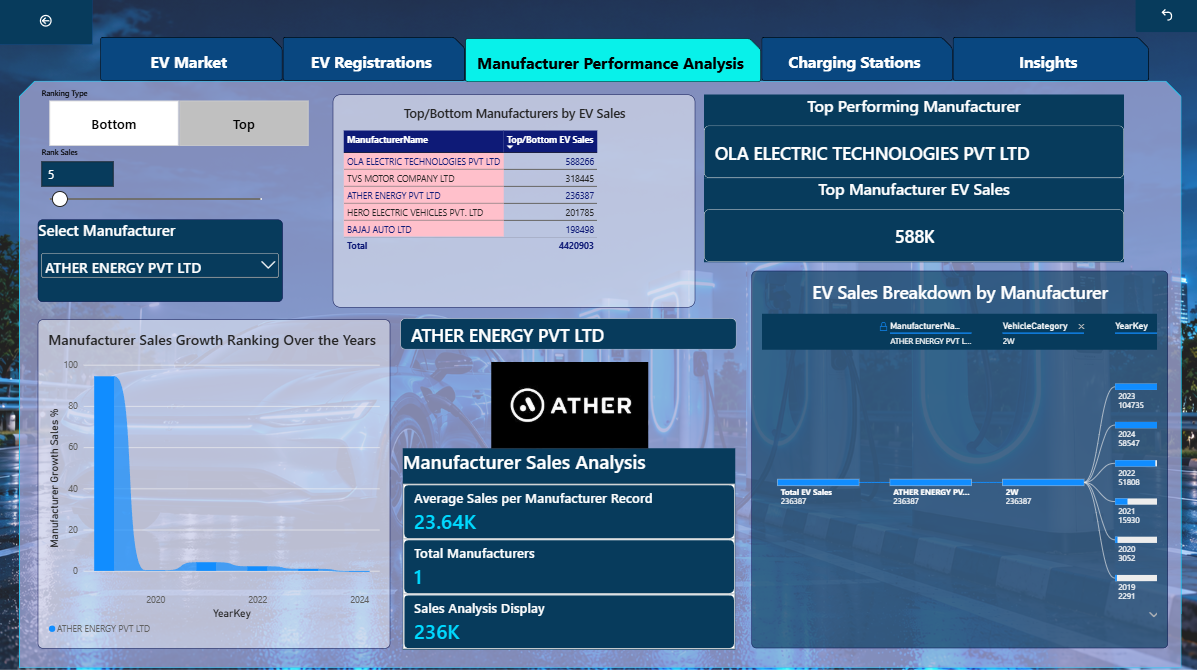 EV Market
EV Registrations
Manufacturer Performance Analysis
Charging Stations
Insights
Ranking Type
Bottom
Top
Rank Sales
5
Select Manufacturer
ATHER ENERGY PVT LTD
Top/Bottom Manufacturers by EV Sales
ManufacturerName Top/Bottom EV Sales
OLA ELECTRIC TECHNOLOGIES PVT LTD 588266
TVS MOTOR COMPANY LTD 318445
ATHER ENERGY PVT LTD 236387
HERO ELECTRIC VEHICLES PVT. LTD 201785
BAJAJ AUTO LTD 198498
Total 4420903
Top Performing Manufacturer
OLA ELECTRIC TECHNOLOGIES PVT LTD
Top Manufacturer EV Sales
588K
Manufacturer Sales Growth Ranking Over the Years
Manufacturer Growth Sales %
100
80
60
40
20
0
2020 2022 2024
YearKey
ATHER ENERGY PVT LTD
ATHER ENERGY PVT LTD
ATHER
Manufacturer Sales Analysis
Average Sales per Manufacturer Record
23.64K
Total Manufacturers
1
Sales Analysis Display
236K
EV Sales Breakdown by Manufacturer
ManufacturerNa... VehicleCategory YearKey
ATHER ENERGY PVT L... 2W
Total EV Sales
236387
ATHER ENERGY PV...
236387
2W
236387
2023
104735
2024
58547
2022
51808
2021
15930
2020
3052
2019
2291